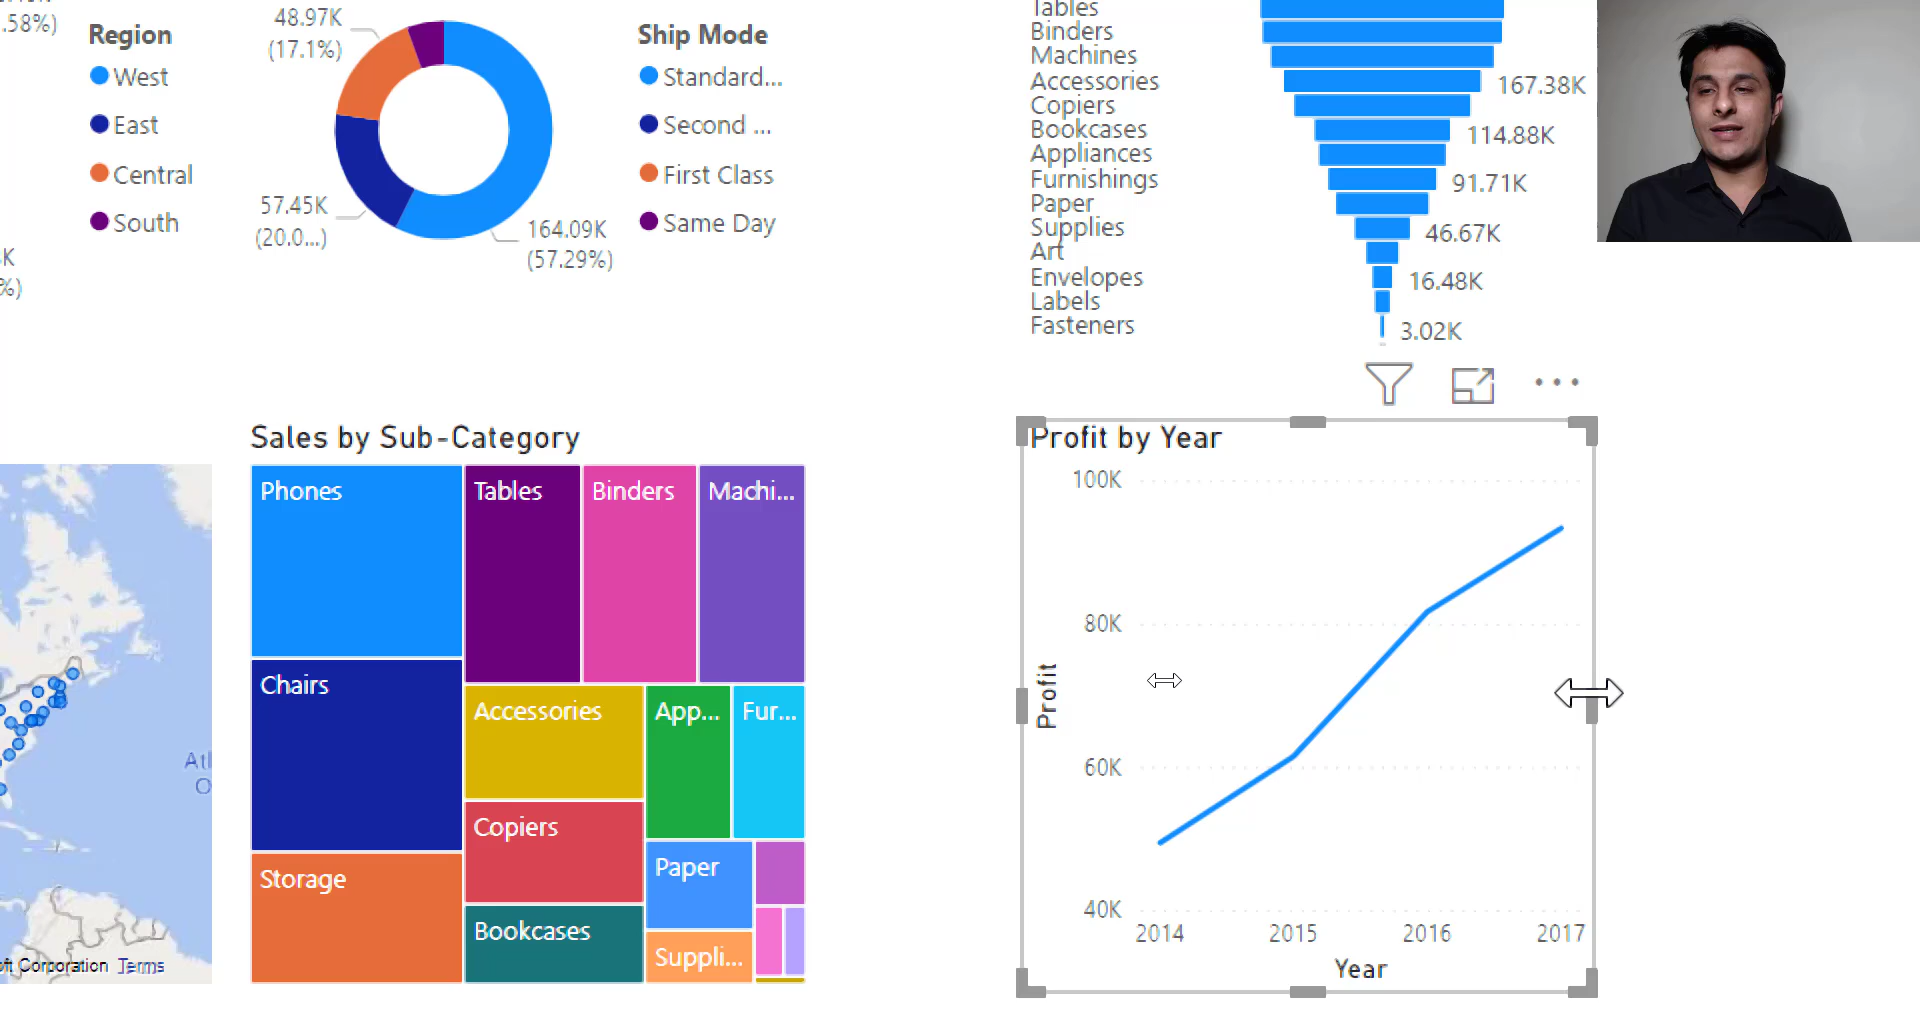 .58%)
Region
West
East
Central
South
K
%)
48.97K
(17.1%)
57.45K
(20.0...)
164.09K
(57.29%)
Ship Mode
Standard...
Second ...
First Class
Same Day
Tables
Binders
Machines
Accessories
Copiers
Bookcases
Appliances
Furnishings
Paper
Supplies
Art
Envelopes
Labels
Fasteners
167.38K
114.88K
91.71K
46.67K
16.48K
3.02K
Atl
O
ft Corporation Terms
Sales by Sub-Category
Phones
Chairs
Storage
Tables
Binders
Machi...
Accessories
App...
Fur...
Copiers
Paper
Bookcases
Suppli...
Profit by Year
100K
80K
60K
40K
Profit
2014 2015 2016 2017
Year